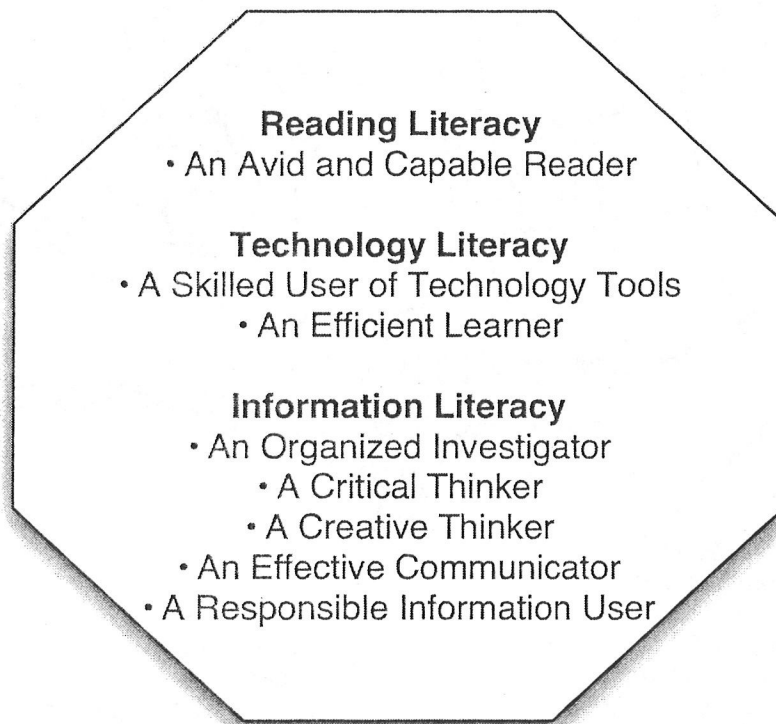 Reading Literacy
• An Avid and Capable Reader
Technology Literacy
• A Skilled User of Technology Tools
• An Efficient Learner
Information Literacy
• An Organized Investigator
• A Critical Thinker
• A Creative Thinker
• An Effective Communicator
• A Responsible Information User